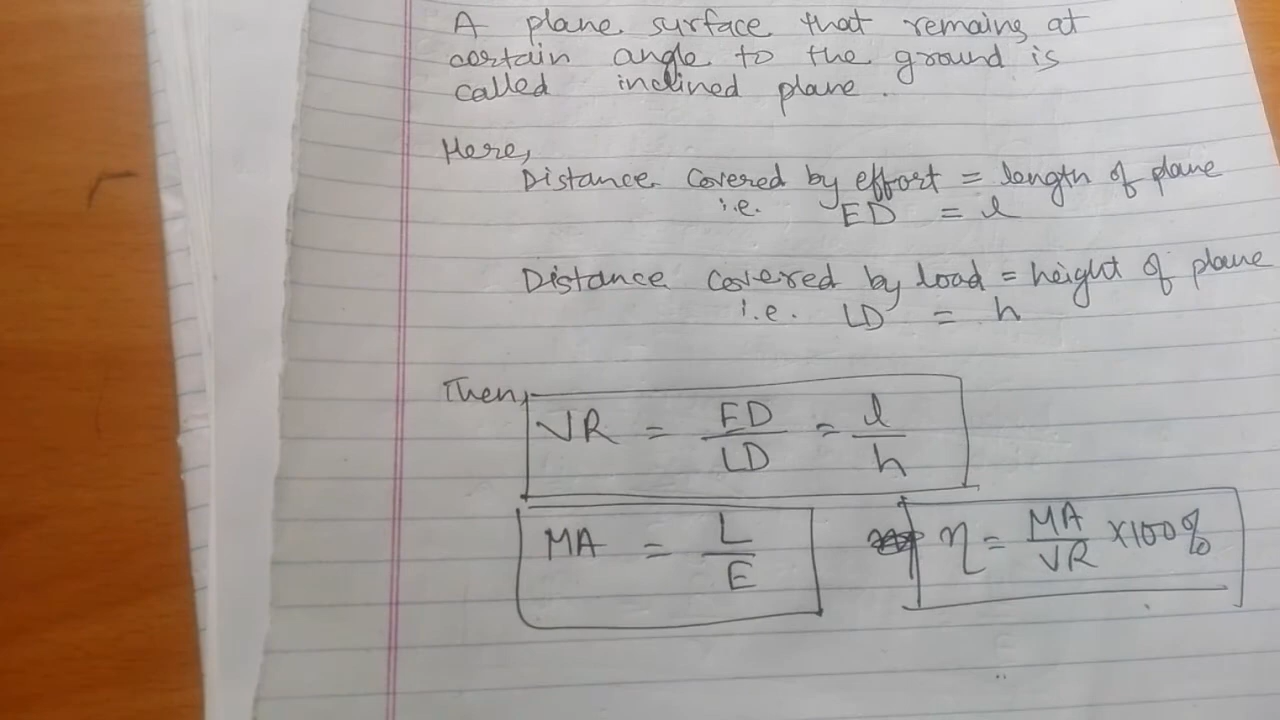 A plane surface that remains at
certain angle to the ground is
called inclined plane.
Here,
Distance covered by effort = length of plane
i.e. ED = l
Distance covered by load = height of plane
i.e. LD = h
Then,
VR = ED/LD = l/h
MA = L/E
η = MA/VR ×100%